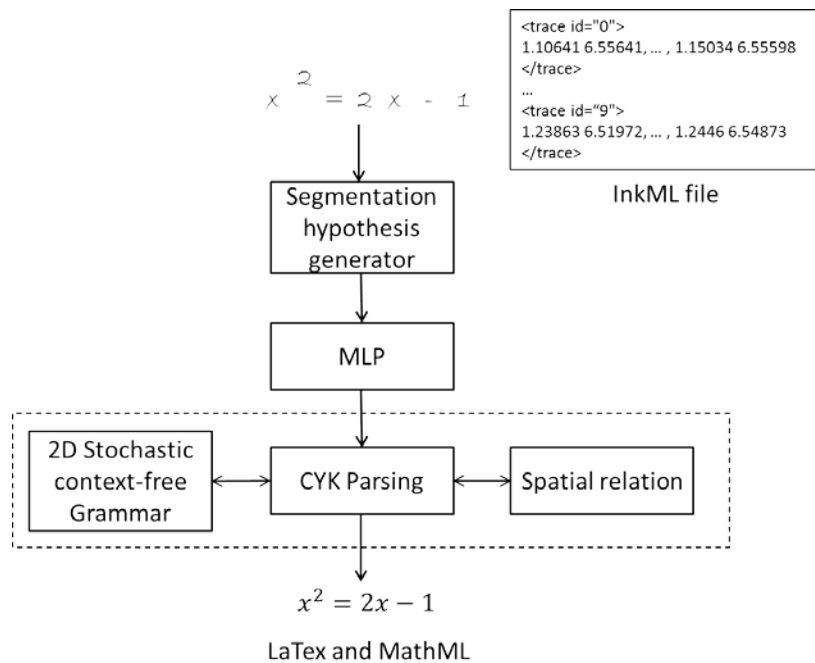 <trace id="0">
1.10641 6.55641, ... , 1.15034 6.55598
</trace>
...
<trace id=“9">
1.23863 6.51972, ... , 1.2446 6.54873
</trace>
InkML file
x ² = 2 x - 1
Segmentation
hypothesis
generator
MLP
2D Stochastic
context-free
Grammar
CYK Parsing
Spatial relation
x² = 2x − 1
LaTex and MathML